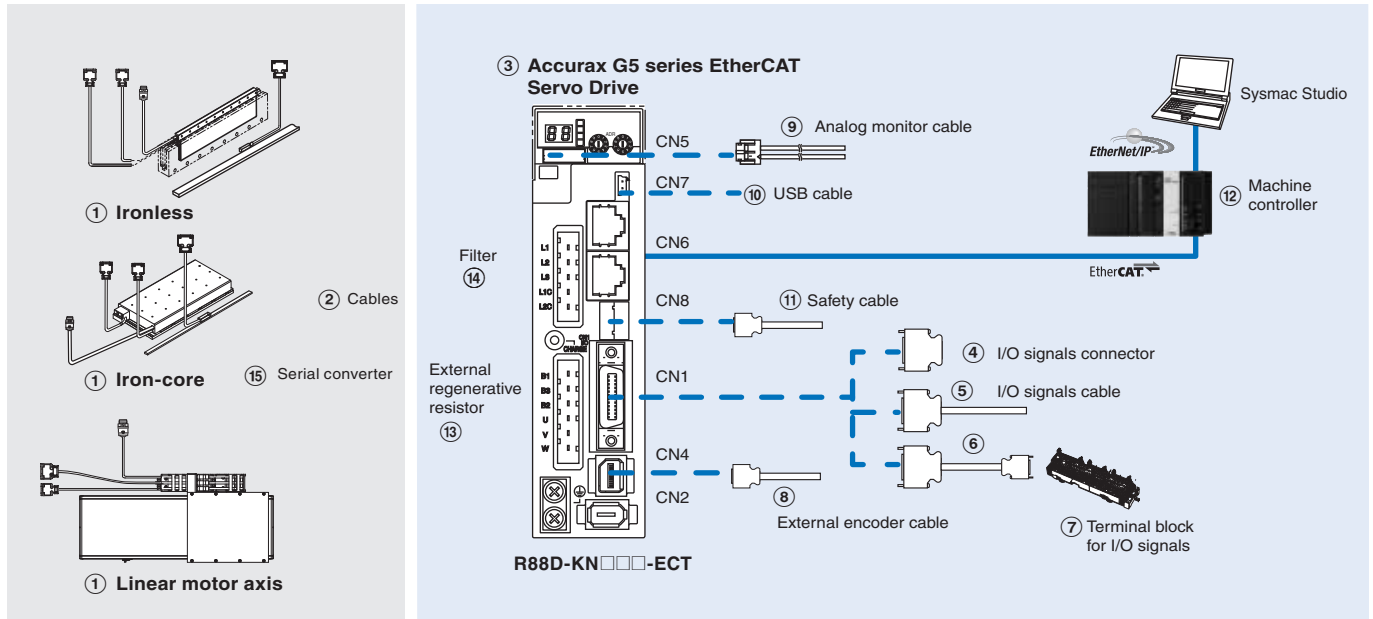 ① Ironless
① Iron-core
② Cables
⑮ Serial converter
① Linear motor axis
③ Accurax G5 series EtherCAT
Servo Drive
ADR
CN5
⑨ Analog monitor cable
CN7
⑩ USB cable
CN6
Filter
⑭
L1
L2
L3
L1C
L2C
CN8
⑪ Safety cable
CHARGE
External
regenerative
resistor
⑬
B1
B3
B2
U
V
W
CN1
④ I/O signals connector
⑤ I/O signals cable
⑥
CN4
CN2
⑧
External encoder cable
⑦ Terminal block
for I/O signals
R88D-KN□□□-ECT
Sysmac Studio
EtherNet/IP
⑫ Machine
controller
EtherCAT